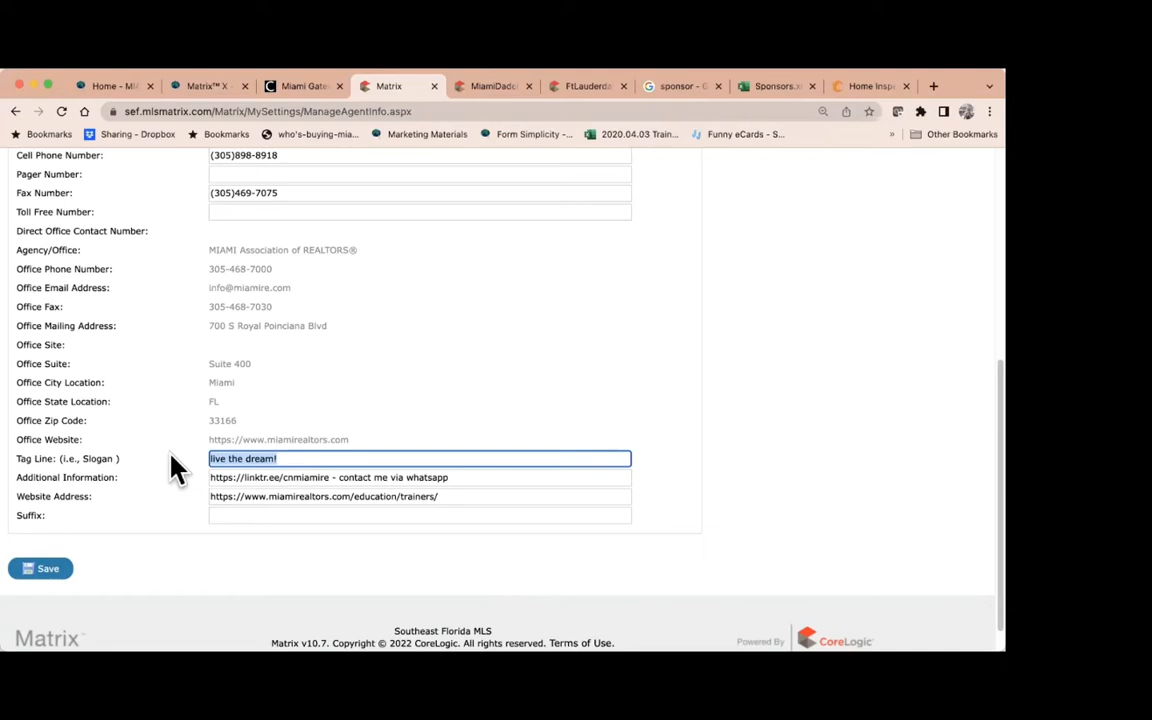 Home - MI
Matrix™ X -
Miami Gate
Matrix
MiamiDade
FtLauderda
sponsor - G
Sponsors.x
Home Insp
sef.mlsmatrix.com/Matrix/MySettings/ManageAgentInfo.aspx
Bookmarks
Sharing - Dropbox
Bookmarks
who's-buying-mia...
Marketing Materials
Form Simplicity -...
2020.04.03 Train...
Funny eCards - S...
»
Other Bookmarks
Cell Phone Number: (305)898-8918
Pager Number:
Fax Number: (305)469-7075
Toll Free Number:
Direct Office Contact Number:
Agency/Office: MIAMI Association of REALTORS®
Office Phone Number: 305-468-7000
Office Email Address: info@miamire.com
Office Fax: 305-468-7030
Office Mailing Address: 700 S Royal Poinciana Blvd
Office Site:
Office Suite: Suite 400
Office City Location: Miami
Office State Location: FL
Office Zip Code: 33166
Office Website: https://www.miamirealtors.com
Tag Line: (i.e., Slogan ) live the dream!
Additional Information: https://linktr.ee/cnmiamire - contact me via whatsapp
Website Address: https://www.miamirealtors.com/education/trainers/
Suffix:
Save
Matrix™
Southeast Florida MLS
Matrix v10.7. Copyright © 2022 CoreLogic. All rights reserved. Terms of Use.
Powered By CoreLogic